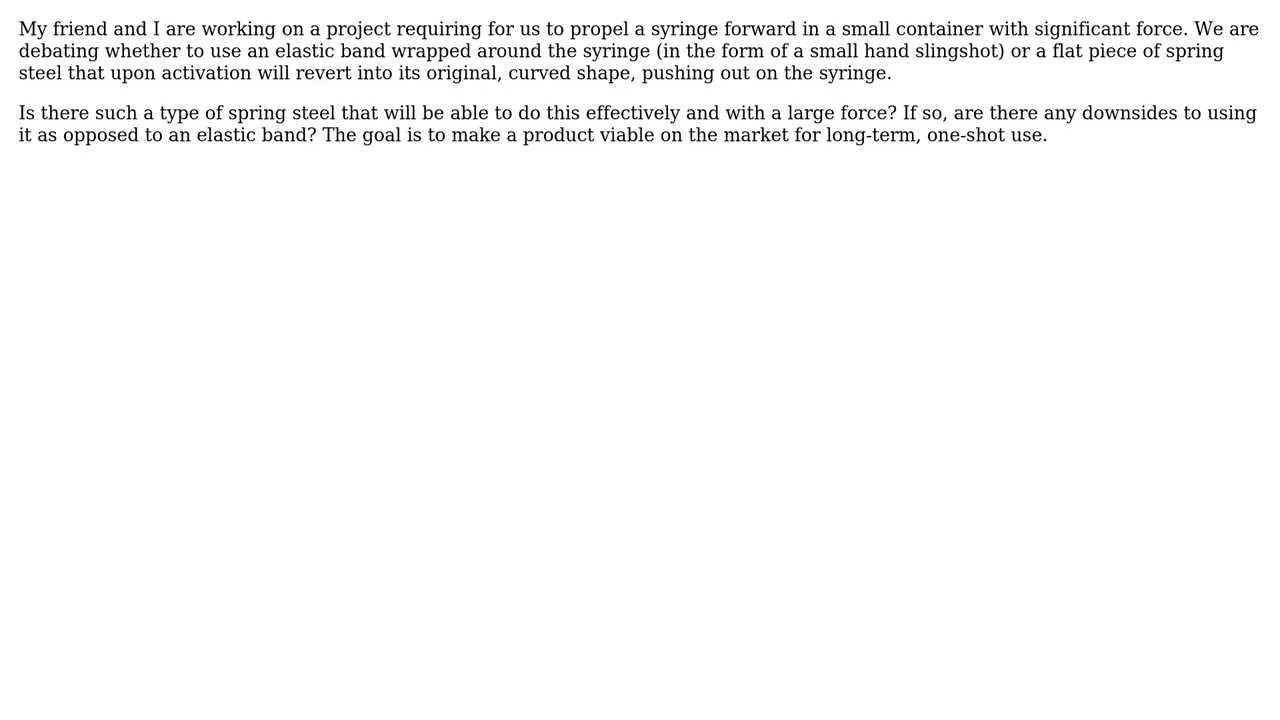 My friend and I are working on a project requiring for us to propel a syringe forward in a small container with significant force. We are
debating whether to use an elastic band wrapped around the syringe (in the form of a small hand slingshot) or a flat piece of spring
steel that upon activation will revert into its original, curved shape, pushing out on the syringe.
Is there such a type of spring steel that will be able to do this effectively and with a large force? If so, are there any downsides to using
it as opposed to an elastic band? The goal is to make a product viable on the market for long-term, one-shot use.